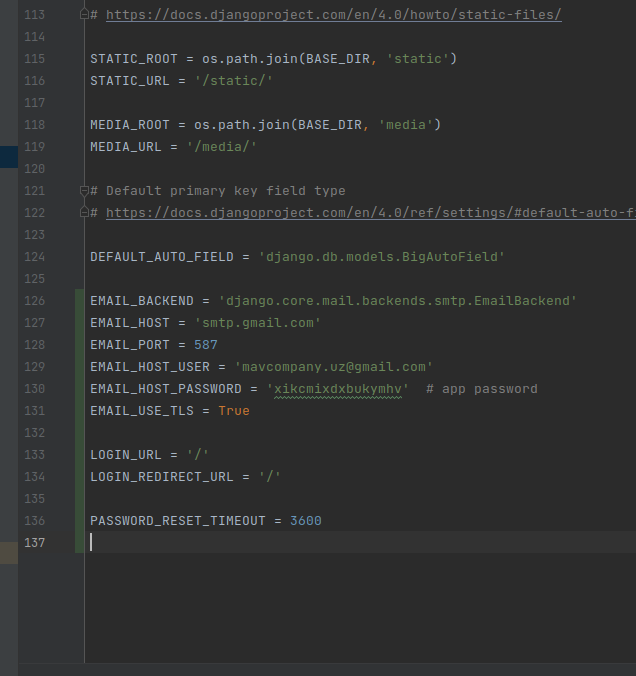 113 # https://docs.djangoproject.com/en/4.0/howto/static-files/
114
115 STATIC_ROOT = os.path.join(BASE_DIR, 'static')
116 STATIC_URL = '/static/'
117
118 MEDIA_ROOT = os.path.join(BASE_DIR, 'media')
119 MEDIA_URL = '/media/'
120
121 # Default primary key field type
122 # https://docs.djangoproject.com/en/4.0/ref/settings/#default-auto-fi
123
124 DEFAULT_AUTO_FIELD = 'django.db.models.BigAutoField'
125
126 EMAIL_BACKEND = 'django.core.mail.backends.smtp.EmailBackend'
127 EMAIL_HOST = 'smtp.gmail.com'
128 EMAIL_PORT = 587
129 EMAIL_HOST_USER = 'mavcompany.uz@gmail.com'
130 EMAIL_HOST_PASSWORD = 'xikcmixdxbukymhv'  # app password
131 EMAIL_USE_TLS = True
132
133 LOGIN_URL = '/'
134 LOGIN_REDIRECT_URL = '/'
135
136 PASSWORD_RESET_TIMEOUT = 3600
137